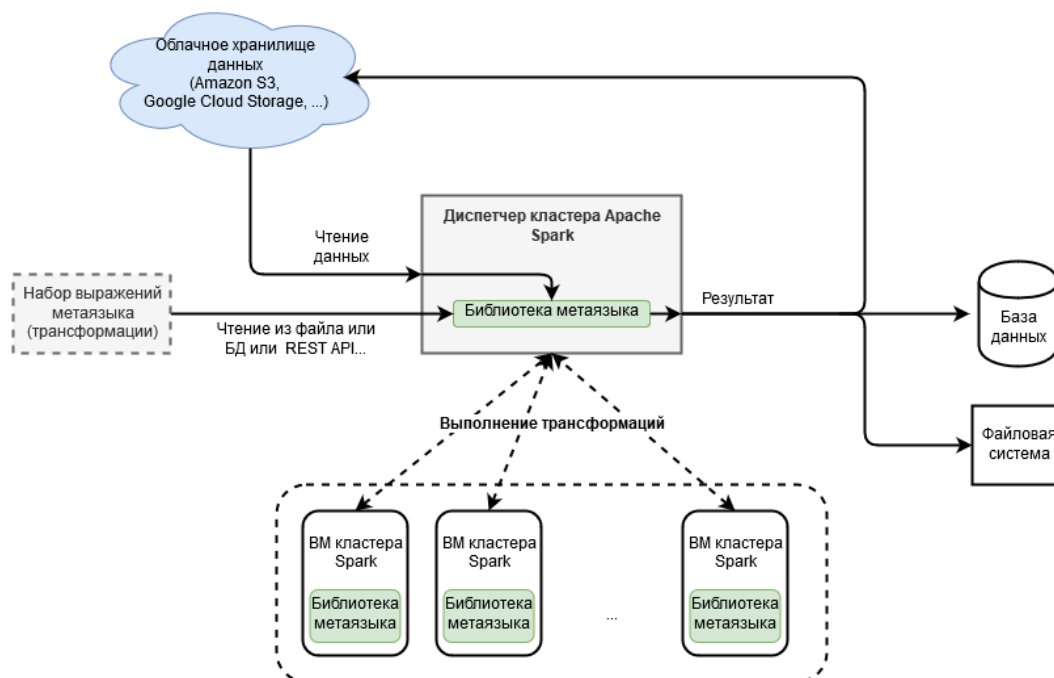 Облачное хранилище
данных
(Amazon S3,
Google Cloud Storage, ...)
Диспетчер кластера Apache
Spark
Чтение
данных
Набор выражений
метаязыка
(трансформации)
Библиотека метаязыка
Результат
База
данных
Чтение из файла или
БД или REST API...
Выполнение трансформаций
Файловая
система
ВМ кластера
Spark
Библиотека
метаязыка
ВМ кластера
Spark
Библиотека
метаязыка
...
ВМ кластера
Spark
Библиотека
метаязыка